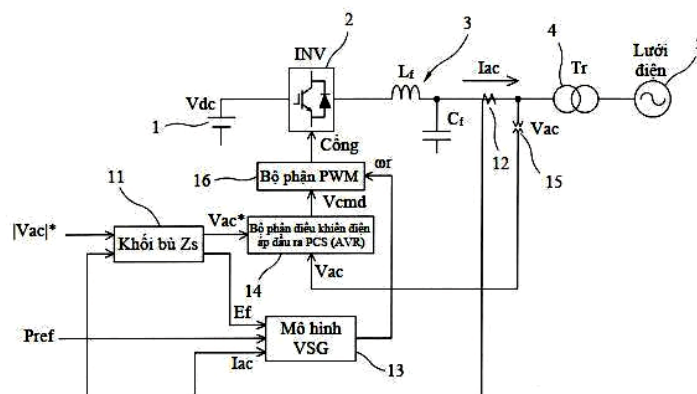 2
INV
3
4
Lưới
điện
Lf
Iac
Tr
Vdc
1
Cf
12
Vac
15
Cổng
16
Bộ phận PWM
ωr
11
Vcmd
|Vac|*
Khối bù Zs
Vac*
Bộ phận điều khiển điện
áp đầu ra PCS (AVR)
14
Vac
Ef
Pref
Mô hình
VSG
Iac
13